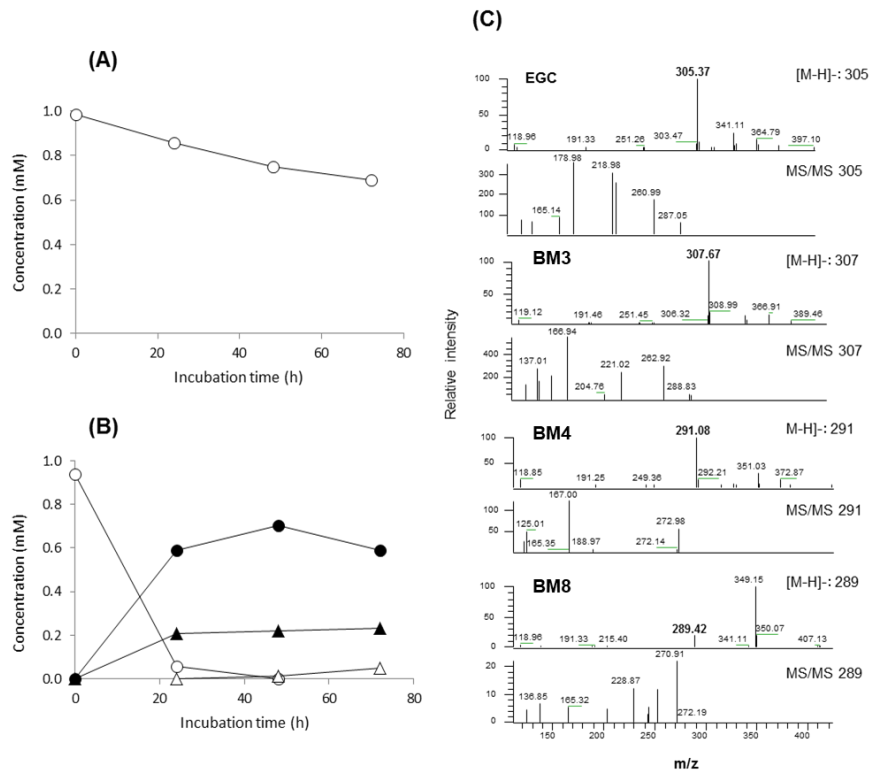 (A)
Concentration (mM)
1.0
0.8
0.6
0.4
0.2
0.0
0 20 40 60 80
Incubation time (h)
(B)
Concentration (mM)
1.0
0.8
0.6
0.4
0.2
0.0
0 20 40 60 80
Incubation time (h)
(C)
Relative intensity
EGC
[M-H]-: 305
100
50
0
118.96 191.33 251.26 303.47 305.37 341.11 364.79 397.10
MS/MS 305
300
200
100
165.14 178.98 218.98 260.99 287.05
BM3
[M-H]-: 307
100
50
119.12 191.46 251.45 306.32 307.67 308.99 366.91 389.46
MS/MS 307
400
200
137.01 166.94 204.76 221.02 262.92 288.83
BM4
M-H]-: 291
100
50
0
118.85 191.25 249.36 291.08 292.21 351.03 372.87
MS/MS 291
100
50
125.01 165.35 167.00 188.97 272.14 272.98
BM8
[M-H]-: 289
100
50
0
118.96 191.33 215.40 289.42 341.11 349.15 350.07 407.13
MS/MS 289
20
10
0
136.85 165.32 228.87 270.91 272.19
150 200 250 300 350 400
m/z